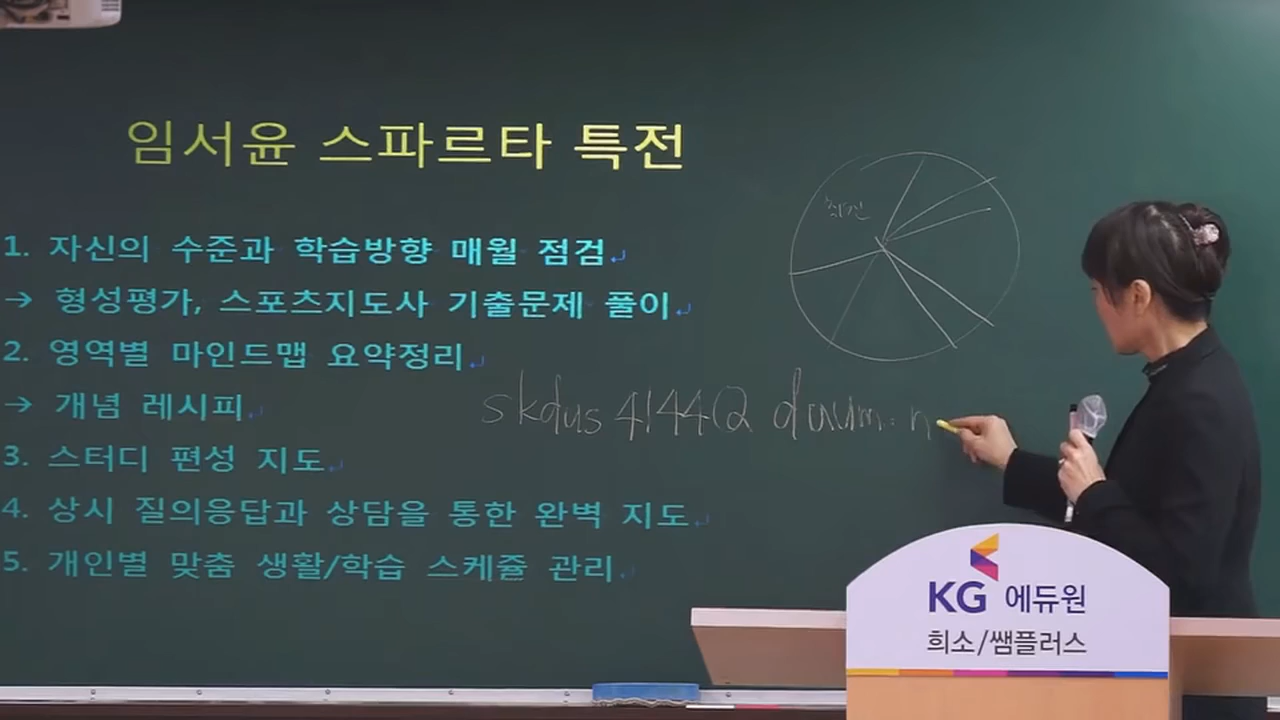 임서윤 스파르타 특전
1. 자신의 수준과 학습방향 매월 점검
→ 형성평가, 스포츠지도사 기출문제 풀이
2. 영역별 마인드맵 요약정리
→ 개념 레시피
3. 스터디 편성 지도
4. 상시 질의응답과 상담을 통한 완벽 지도
5. 개인별 맞춤 생활/학습 스케쥴 관리
skdus4144@daum.n
KG 에듀원
희소/쌤플러스